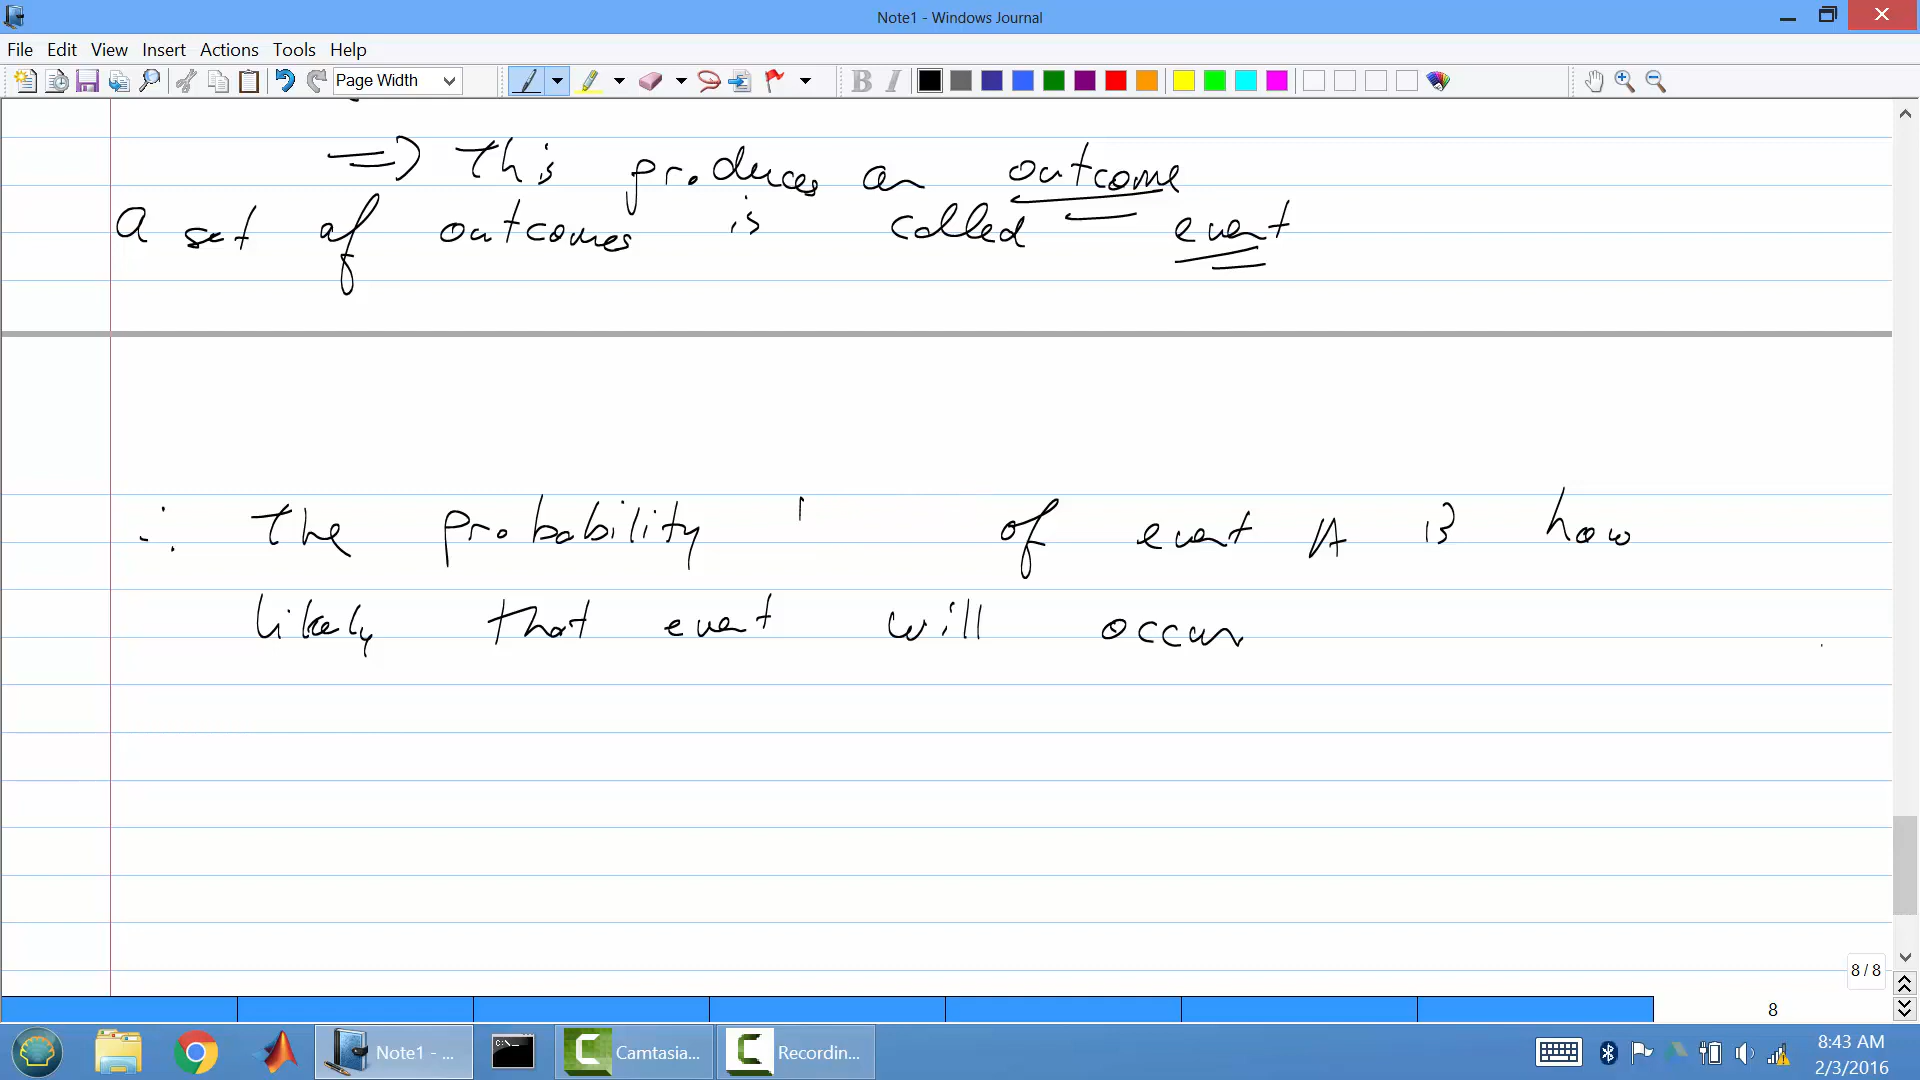 Note1 - Windows Journal
File Edit View Insert Actions Tools Help
Page Width
B I
=> This produces an outcome
A set of outcomes is called event
∴ The probability ' of event A is how
likely that event will occur
8 / 8
8
Note1 - ...
C:\_
Camtasia...
Recordin...
8:43 AM
2/3/2016